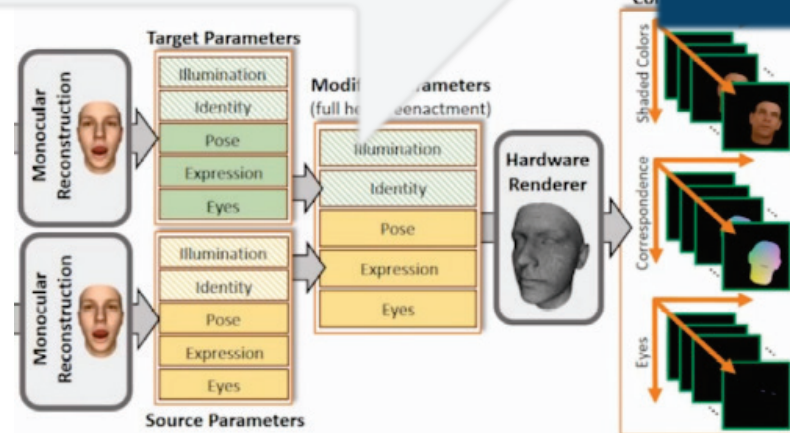 Target Parameters
Monocular
Reconstruction
Illumination
Identity
Pose
Expression
Eyes
Monocular
Reconstruction
Illumination
Identity
Pose
Expression
Eyes
Source Parameters
(full
Illumination
Identity
Pose
Expression
Eyes
Hardware
Renderer
Shaded Colors
...
Correspondence
...
Eyes
...